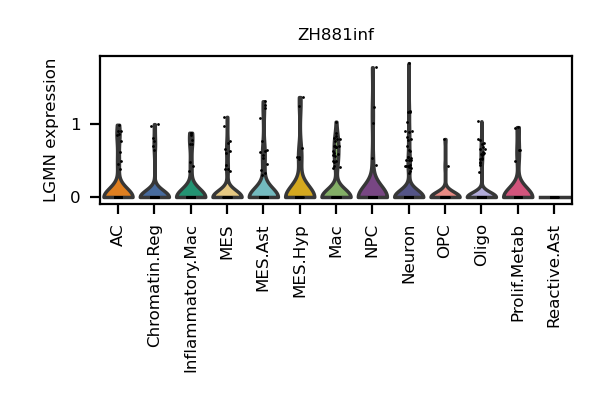 ZH881inf
LGMN expression
1
0
AC
Chromatin.Reg
Inflammatory.Mac
MES
MES.Ast
MES.Hyp
Mac
NPC
Neuron
OPC
Oligo
Prolif.Metab
Reactive.Ast